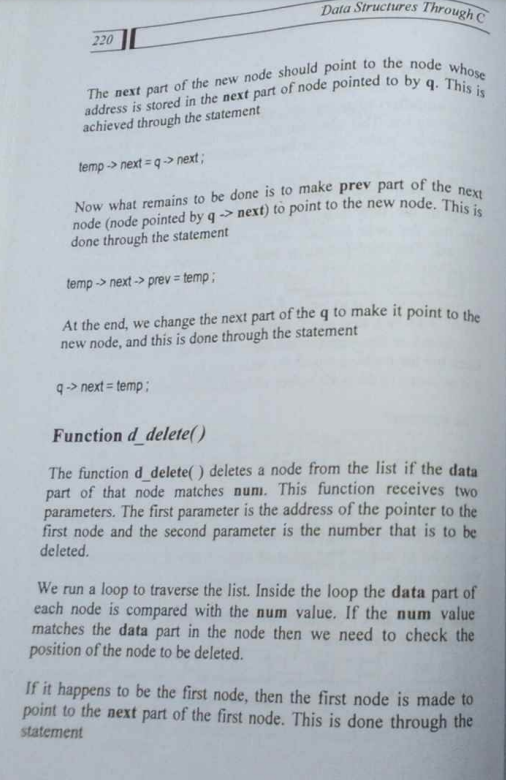 Data Structures Through C
220
The next part of the new node should point to the node whose
address is stored in the next part of node pointed to by q. This is
achieved through the statement
temp -> next = q -> next ;
Now what remains to be done is to make prev part of the next
node (node pointed by q -> next) to point to the new node. This is
done through the statement
temp -> next -> prev = temp ;
At the end, we change the next part of the q to make it point to the
new node, and this is done through the statement
q -> next = temp ;
Function d_delete( )
The function d_delete( ) deletes a node from the list if the data
part of that node matches num. This function receives two
parameters. The first parameter is the address of the pointer to the
first node and the second parameter is the number that is to be
deleted.
We run a loop to traverse the list. Inside the loop the data part of
each node is compared with the num value. If the num value
matches the data part in the node then we need to check the
position of the node to be deleted.
If it happens to be the first node, then the first node is made to
point to the next part of the first node. This is done through the
statement